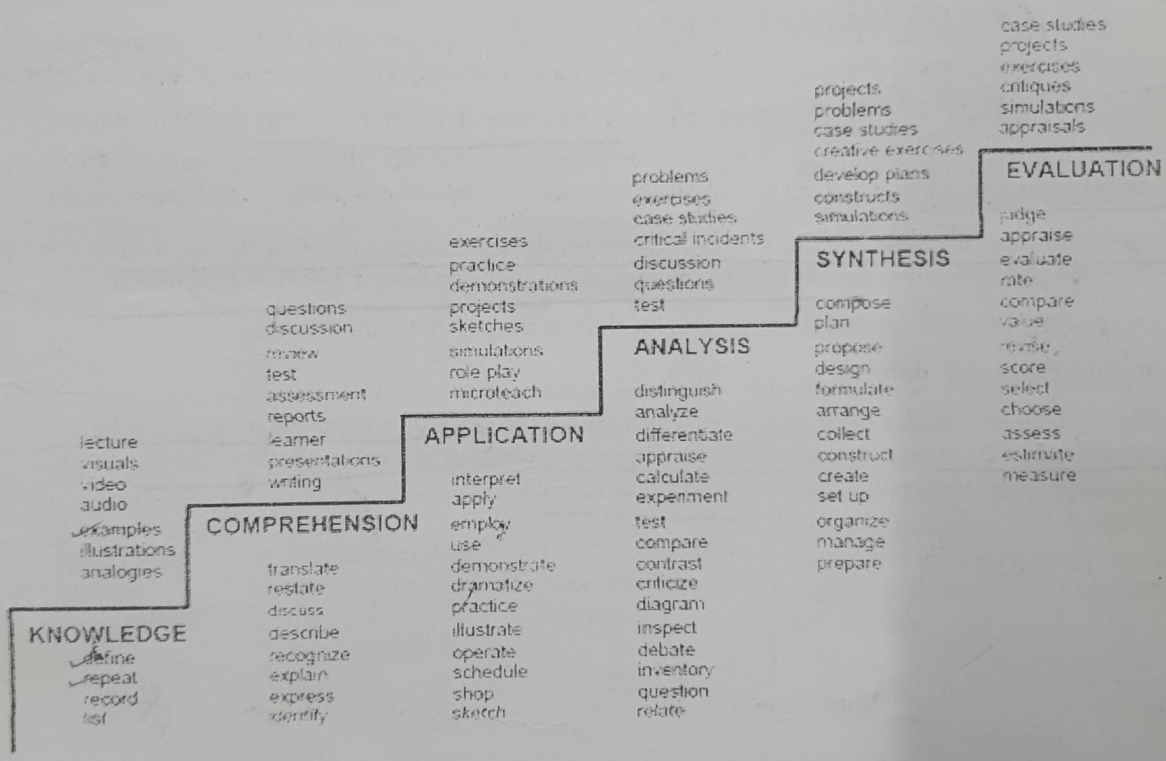 lecture
visuals
video
audio
examples
illustrations
analogies
KNOWLEDGE
define
repeat
record
list
questions
discussion
review
test
assessment
reports
learner
presentations
writing
COMPREHENSION
translate
restate
discuss
describe
recognize
explain
express
identify
exercises
practice
demonstrations
projects
sketches
simulations
role play
microteach
APPLICATION
interpret
apply
employ
use
demonstrate
dramatize
practice
illustrate
operate
schedule
shop
sketch
problems
exercises
case studies
critical incidents
discussion
questions
test
ANALYSIS
distinguish
analyze
differentiate
appraise
calculate
experiment
test
compare
contrast
criticize
diagram
inspect
debate
inventory
question
relate
projects
problems
case studies
creative exercises
develop plans
constructs
simulations
SYNTHESIS
compose
plan
propose
design
formulate
arrange
collect
construct
create
set up
organize
manage
prepare
case studies
projects
exercises
critiques
simulations
appraisals
EVALUATION
judge
appraise
evaluate
rate
compare
value
revise
score
select
choose
assess
estimate
measure